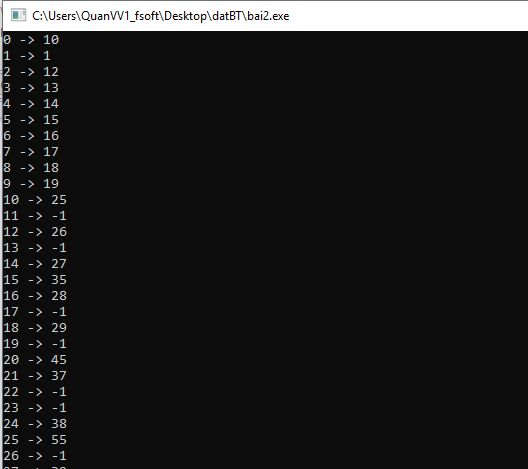 C:\Users\QuanVV1_fsoft\Desktop\datBT\bai2.exe
0 -> 10
1 -> 1
2 -> 12
3 -> 13
4 -> 14
5 -> 15
6 -> 16
7 -> 17
8 -> 18
9 -> 19
10 -> 25
11 -> -1
12 -> 26
13 -> -1
14 -> 27
15 -> 35
16 -> 28
17 -> -1
18 -> 29
19 -> -1
20 -> 45
21 -> 37
22 -> -1
23 -> -1
24 -> 38
25 -> 55
26 -> -1